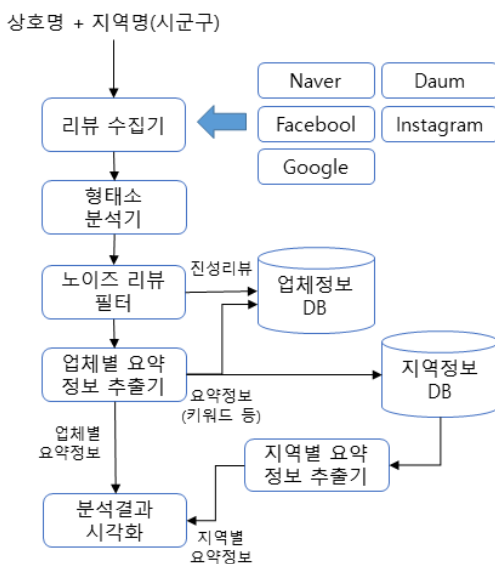 상호명 + 지역명(시군구)
Naver
Daum
리뷰 수집기
Facebool
Instagram
Google
형태소
분석기
노이즈 리뷰
필터
진성리뷰
업체정보
DB
업체별 요약
정보 추출기
요약정보
(키워드 등)
지역정보
DB
업체별
요약정보
지역별 요약
정보 추출기
분석결과
시각화
지역별
요약정보